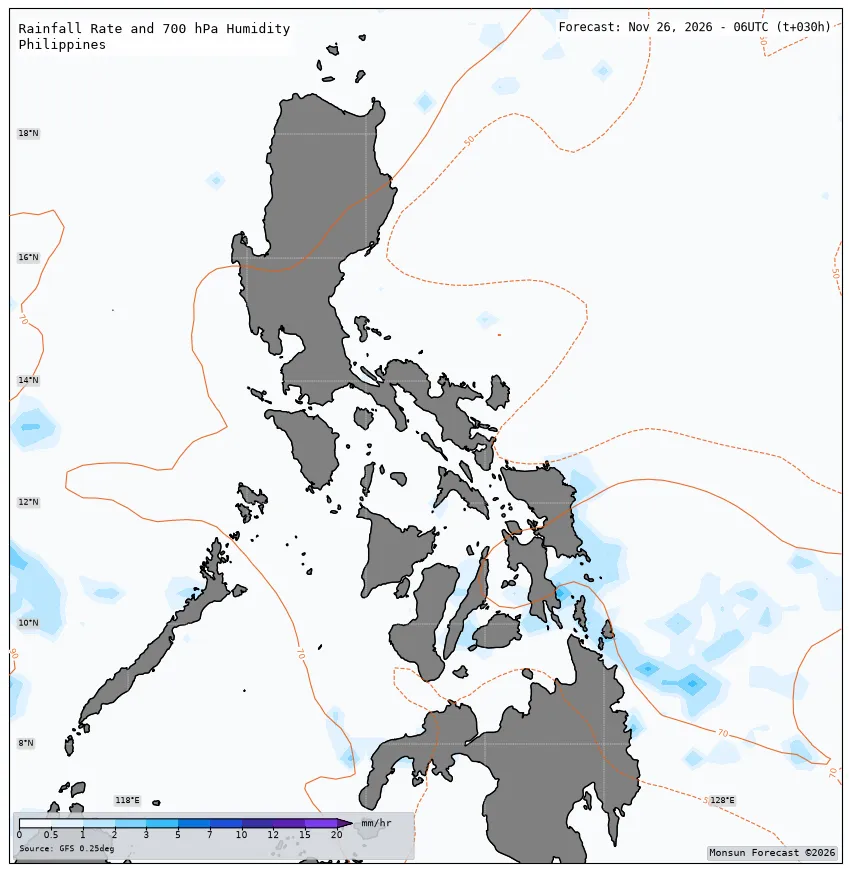 Rainfall Rate and 700 hPa Humidity
Philippines
Forecast: Nov 26, 2026 - 06UTC (t+030h)
50
18°N
50
16°N
50
70
14°N
12°N
10°N
90
70
70
8°N
70
118°E
128°E
0 0.5 1 2 3 5 7 10 12 15 20 mm/hr
Source: GFS 0.25deg
Monsun Forecast ©2026